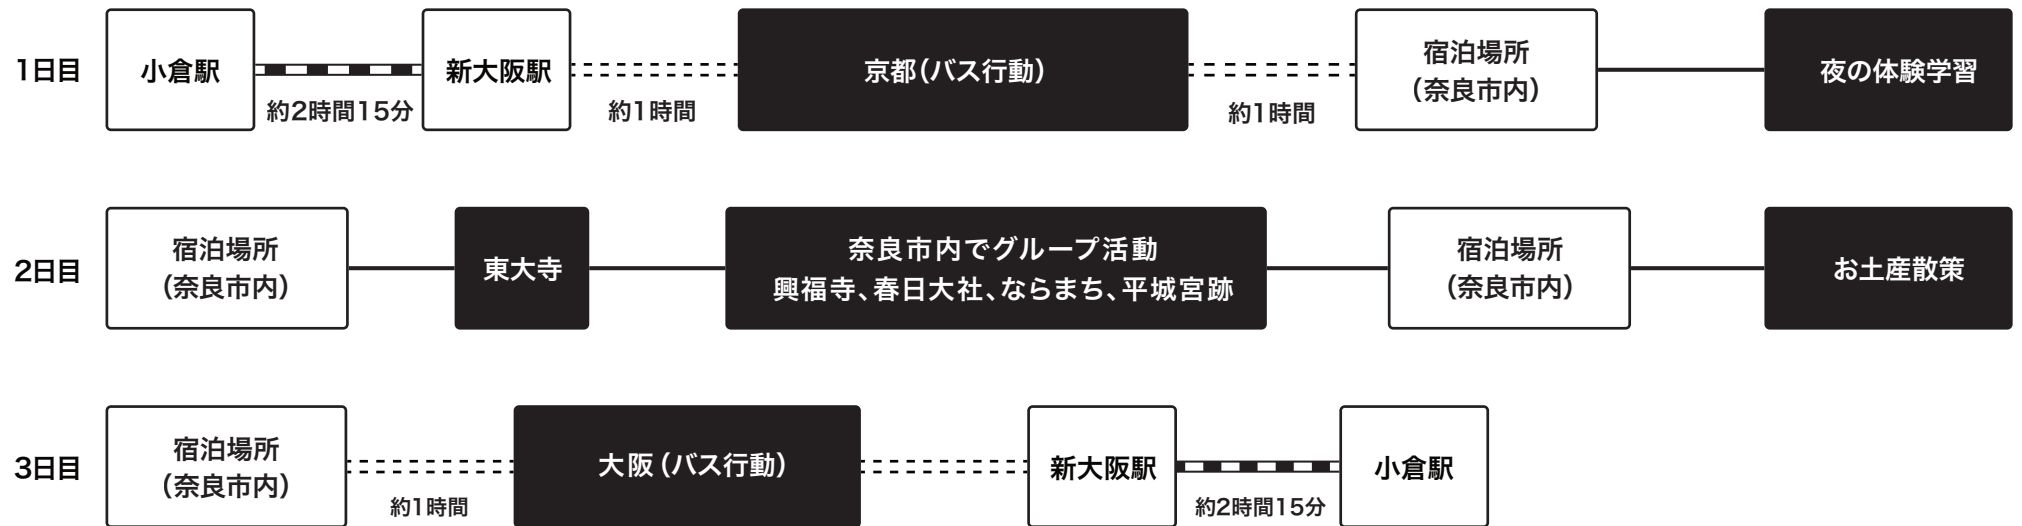 1日目
小倉駅
約2時間15分
新大阪駅
約1時間
京都（バス行動）
約1時間
宿泊場所
（奈良市内）
夜の体験学習
2日目
宿泊場所
（奈良市内）
東大寺
奈良市内でグループ活動
興福寺、春日大社、ならまち、平城宮跡
宿泊場所
（奈良市内）
お土産散策
3日目
宿泊場所
（奈良市内）
約1時間
大阪（バス行動）
新大阪駅
約2時間15分
小倉駅